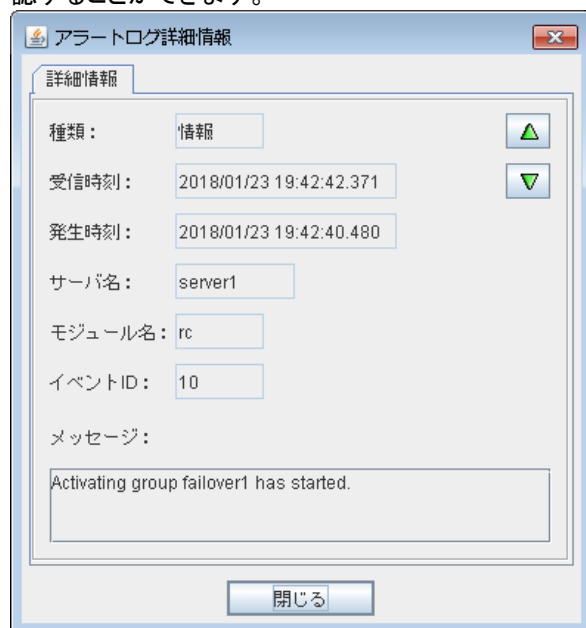 認することができます。
アラートログ詳細情報
詳細情報
種類： 情報
受信時刻： 2018/01/23 19:42:42.371
発生時刻： 2018/01/23 19:42:40.480
サーバ名： server1
モジュール名： rc
イベントID： 10
メッセージ：
Activating group failover1 has started.
閉じる